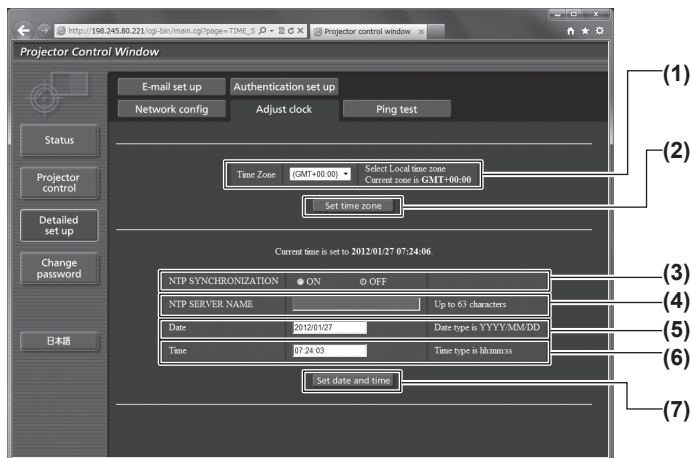 http://198.245.80.221/cgi-bin/main.cgi?page=TIME_S
Projector control window
Projector Control Window
E-mail set up Authentication set up
Network config Adjust clock Ping test
Status
Projector control
Detailed set up
Change password
日本語
Time Zone (GMT+00:00) Select Local time zone
Current zone is GMT+00:00
Set time zone
Current time is set to 2012/01/27 07:24:06.
NTP SYNCHRONIZATION ON OFF
NTP SERVER NAME Up to 63 characters
Date 2012/01/27 Date type is YYYY/MM/DD
Time 07:24:03 Time type is hh:mm:ss
Set date and time
(1)
(2)
(3)
(4)
(5)
(6)
(7)